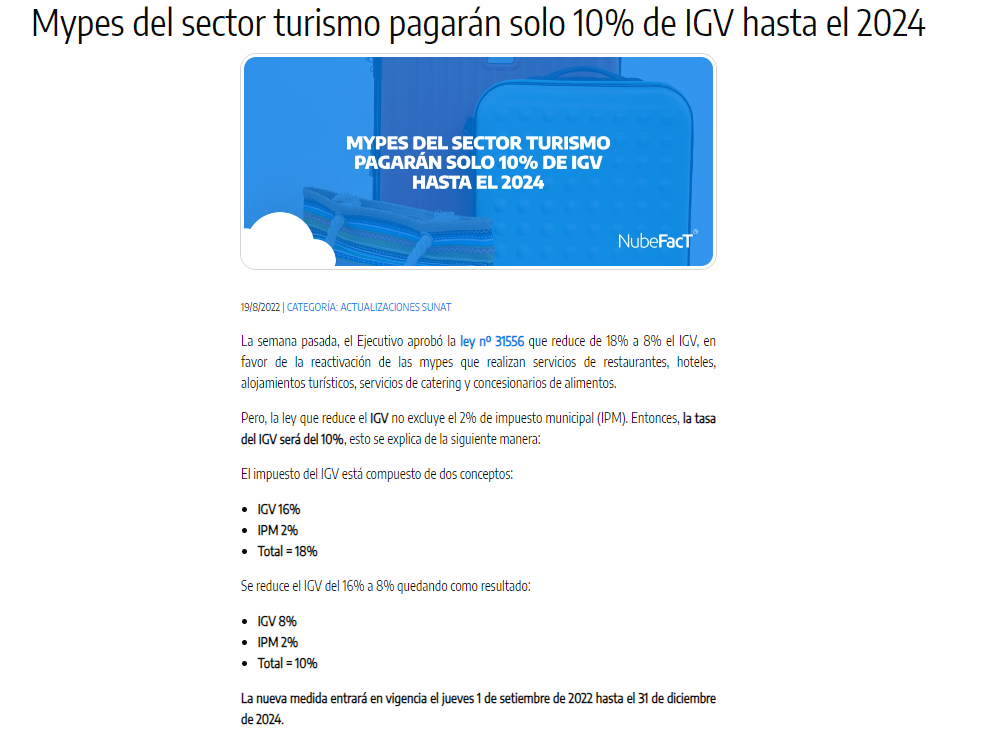 Mypes del sector turismo pagarán solo 10% de IGV hasta el 2024
MYPES DEL SECTOR TURISMO
PAGARÁN SOLO 10% DE IGV
HASTA EL 2024
NubeFacT®
19/8/2022 | CATEGORÍA: ACTUALIZACIONES SUNAT
La semana pasada, el Ejecutivo aprobó la ley nº 31556 que reduce de 18% a 8% el IGV, en
favor de la reactivación de las mypes que realizan servicios de restaurantes, hoteles,
alojamientos turísticos, servicios de catering y concesionarios de alimentos.
Pero, la ley que reduce el IGV no excluye el 2% de impuesto municipal (IPM). Entonces, la tasa
del IGV será del 10%, esto se explica de la siguiente manera:
El impuesto del IGV está compuesto de dos conceptos:
• IGV 16%
• IPM 2%
• Total = 18%
Se reduce el IGV del 16% a 8% quedando como resultado:
• IGV 8%
• IPM 2%
• Total = 10%
La nueva medida entrará en vigencia el jueves 1 de setiembre de 2022 hasta el 31 de diciembre
de 2024.